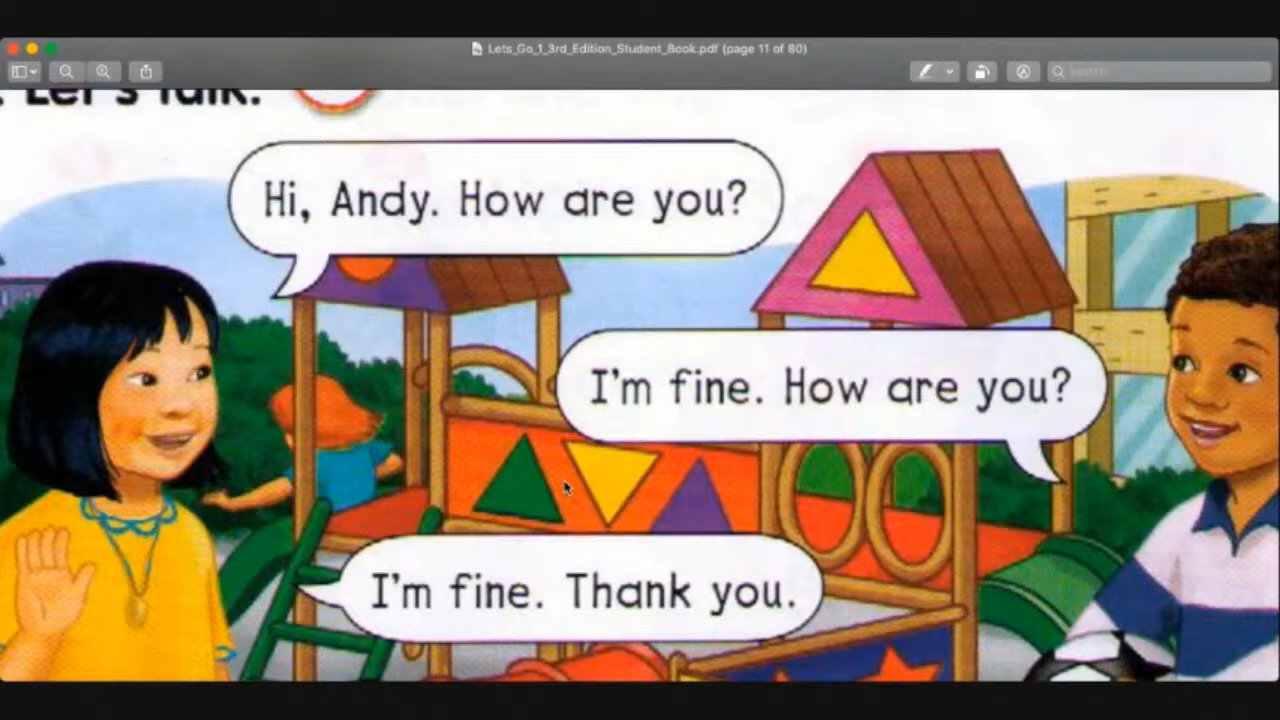 Lets_Go_1_3rd_Edition_Student_Book.pdf (page 11 of 80)
Search
Let's Talk.
Hi, Andy. How are you?
I'm fine. How are you?
I'm fine. Thank you.